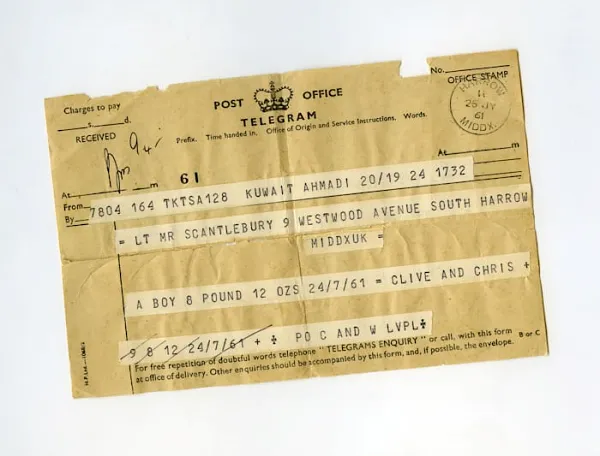 No.
OFFICE STAMP
Charges to pay
s. d.
POST OFFICE
TELEGRAM
HARROW
11
25 JY
61
MIDDX.
RECEIVED
Prefix. Time handed in. Office of Origin and Service Instructions. Words.
61
At m
From
By
7804 164 TKTSA128 KUWAIT AHMADI 20/19 24 1732
= LT MR SCANTLEBURY 9 WESTWOOD AVENUE SOUTH HARROW
MIDDXUK =
A BOY 8 POUND 12 OZS 24/7/61 = CLIVE AND CHRIS +
9 8 12 24/7/61 + + PO C AND W LVPL+
For free repetition of doubtful words telephone " TELEGRAMS ENQUIRY " or call, with this form
at office of delivery. Other enquiries should be accompanied by this form, and, if possible, the envelope.
B or C